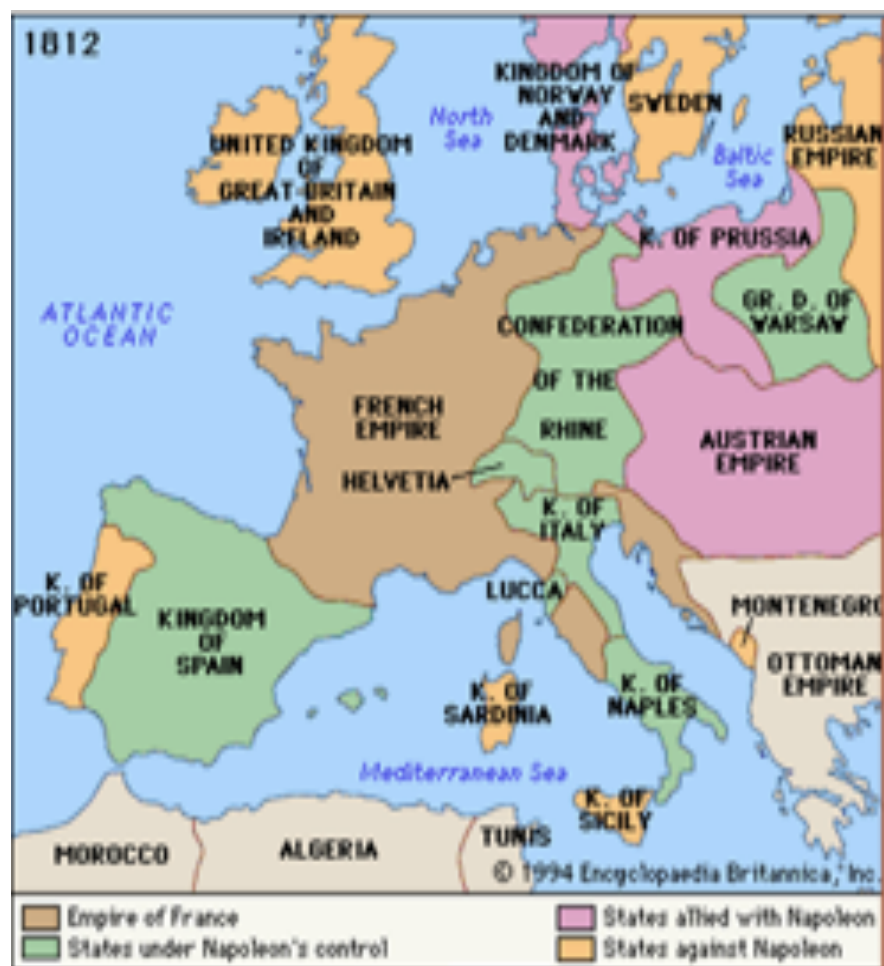 1812
UNITED KINGDOM
OF
GREAT-BRITAIN
AND
IRELAND
North
Sea
KINGDOM OF
NORWAY
AND
DENMARK
SWEDEN
Baltic
Sea
RUSSIAN
EMPIRE
K. OF PRUSSIA
ATLANTIC
OCEAN
CONFEDERATION
OF THE
RHINE
GR. D. OF
WARSAW
FRENCH
EMPIRE
AUSTRIAN
EMPIRE
HELVETIA
K. OF
ITALY
K. OF
PORTUGAL
KINGDOM
OF
SPAIN
LUCCA
MONTENEGRO
OTTOMAN
EMPIRE
K. OF
SARDINIA
K. OF
NAPLES
Mediterranean Sea
K. OF
SICILY
MOROCCO
ALGERIA
TUNIS
© 1994 Encyclopaedia Britannica, Inc.
Empire of France
States under Napoleon's control
States allied with Napoleon
States against Napoleon